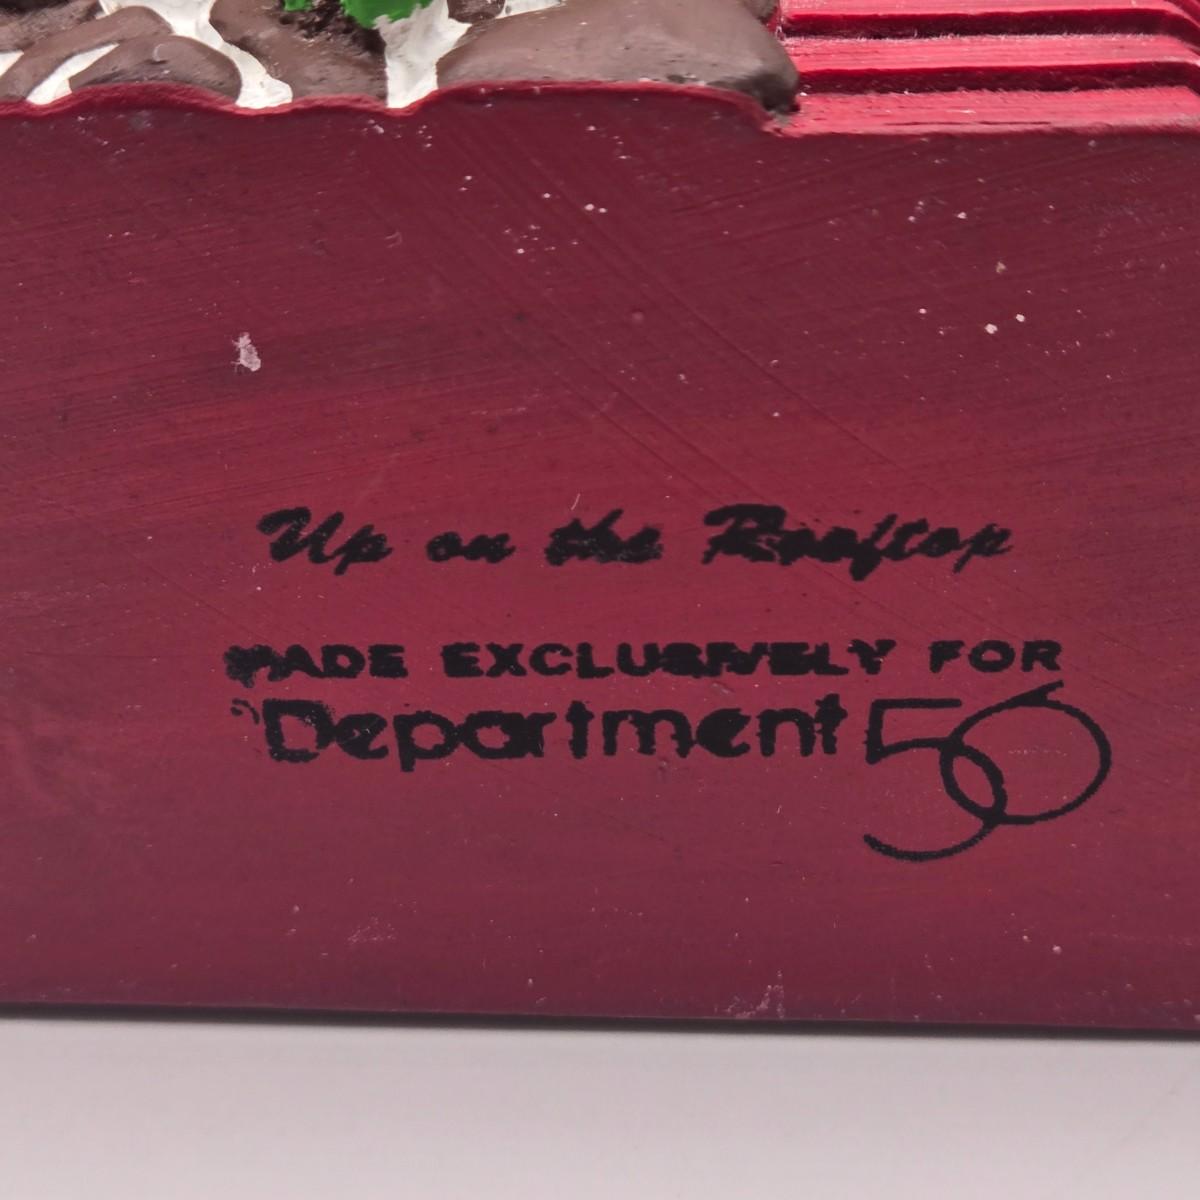 Up on the Rooftop
MADE EXCLUSIVELY FOR
Department 56